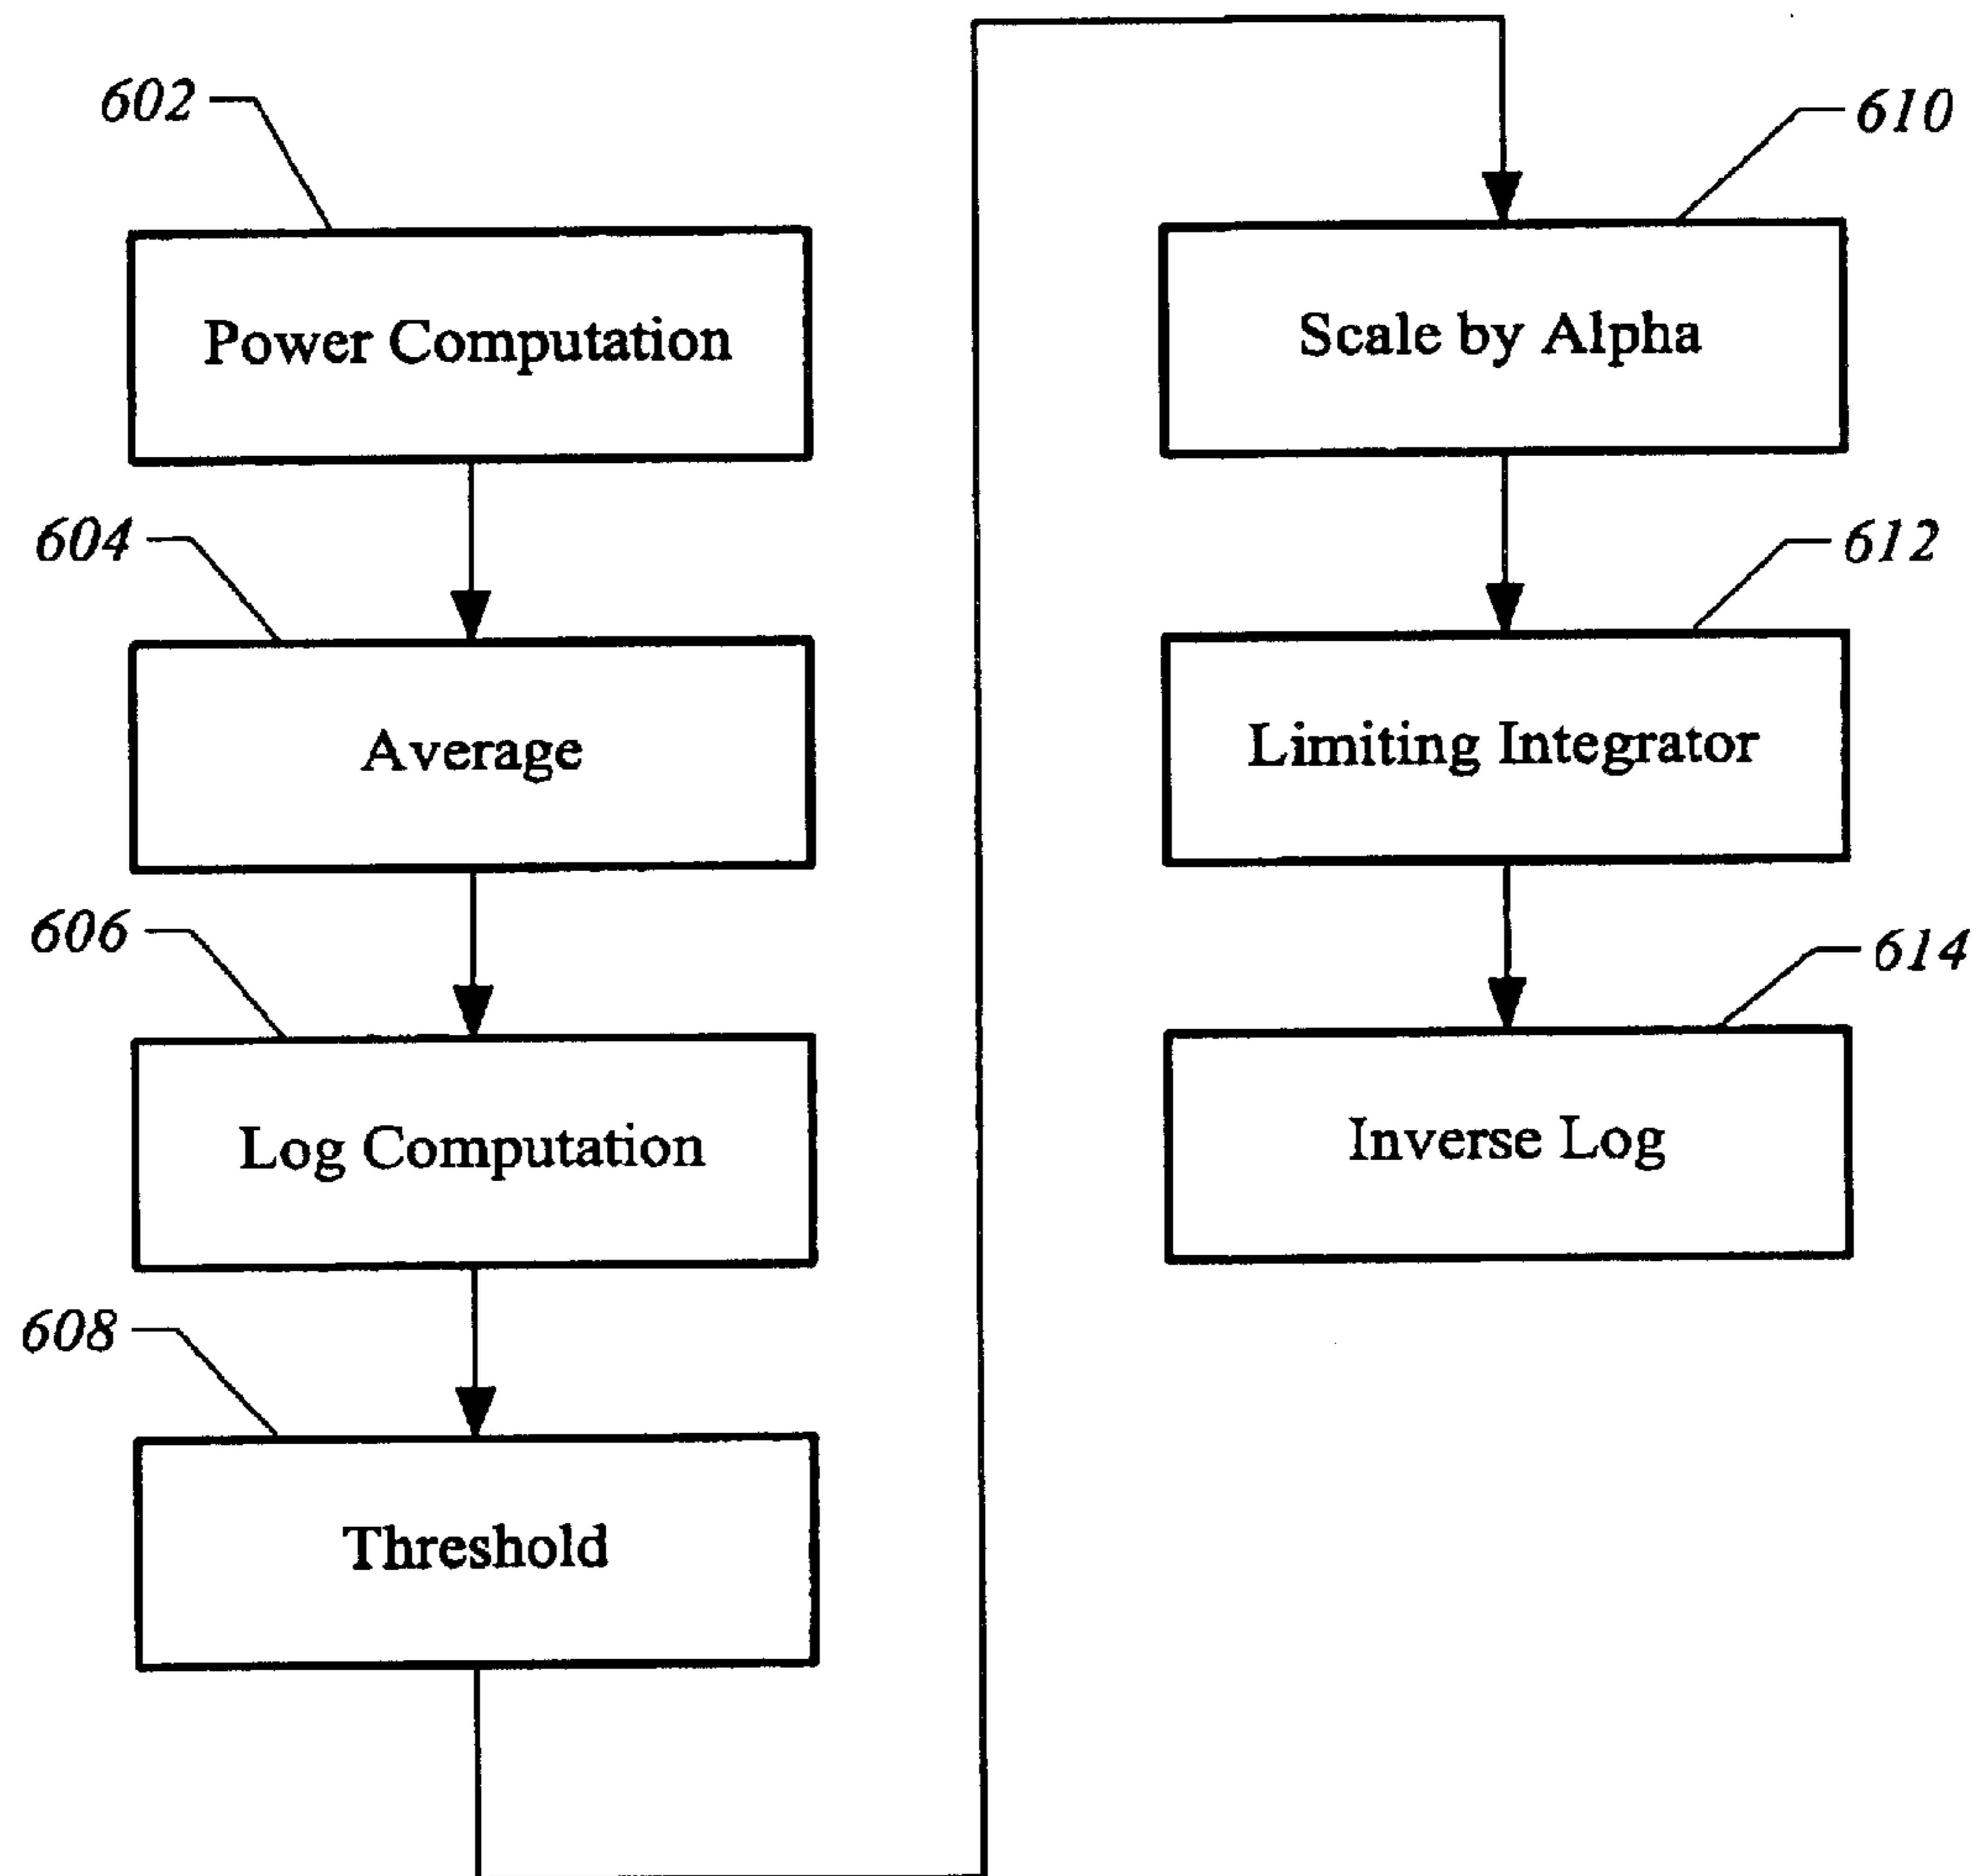 602
Power Computation
604
Average
606
Log Computation
608
Threshold
610
Scale by Alpha
612
Limiting Integrator
614
Inverse Log